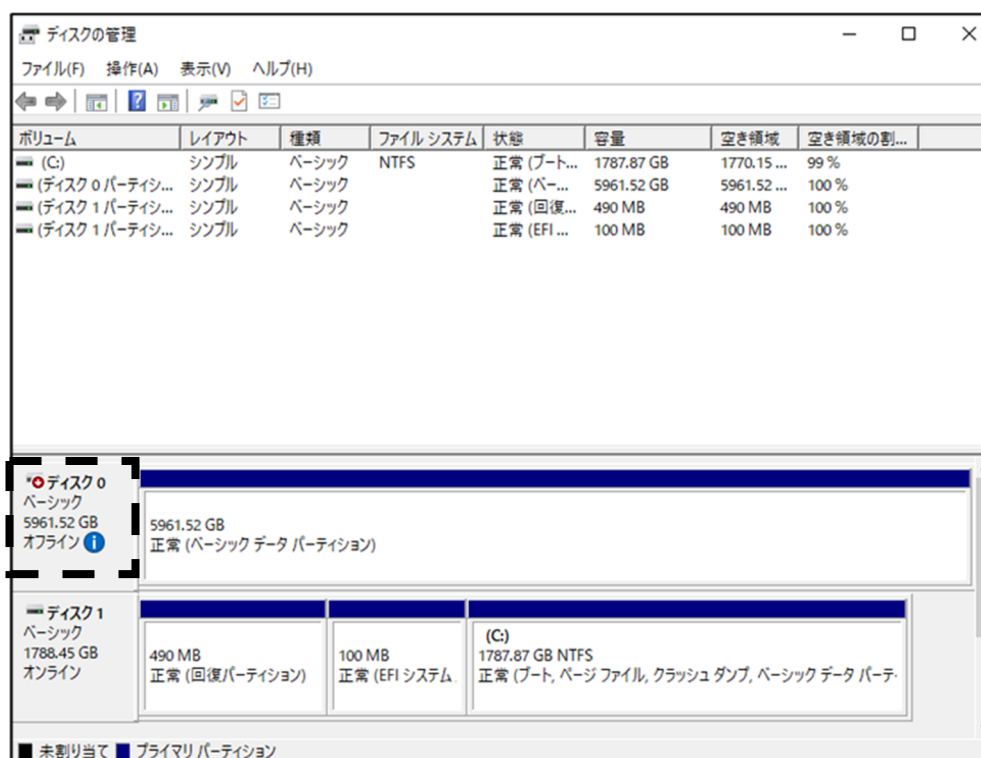 ディスクの管理
ファイル(F) 操作(A) 表示(V) ヘルプ(H)
ボリューム レイアウト 種類 ファイル システム 状態 容量 空き領域 空き領域の割...
(C:) シンプル ベーシック NTFS 正常 (ブート... 1787.87 GB 1770.15 ... 99 %
(ディスク 0 パーティシ... シンプル ベーシック 正常 (ベー... 5961.52 GB 5961.52 ... 100 %
(ディスク 1 パーティシ... シンプル ベーシック 正常 (回復... 490 MB 490 MB 100 %
(ディスク 1 パーティシ... シンプル ベーシック 正常 (EFI ... 100 MB 100 MB 100 %
ディスク 0
ベーシック
5961.52 GB
オフライン
5961.52 GB
正常 (ベーシック データ パーティション)
ディスク 1
ベーシック
1788.45 GB
オンライン
490 MB
正常 (回復パーティション)
100 MB
正常 (EFI システム
(C:)
1787.87 GB NTFS
正常 (ブート, ページ ファイル, クラッシュ ダンプ, ベーシック データ パーテ
未割り当て プライマリ パーティション